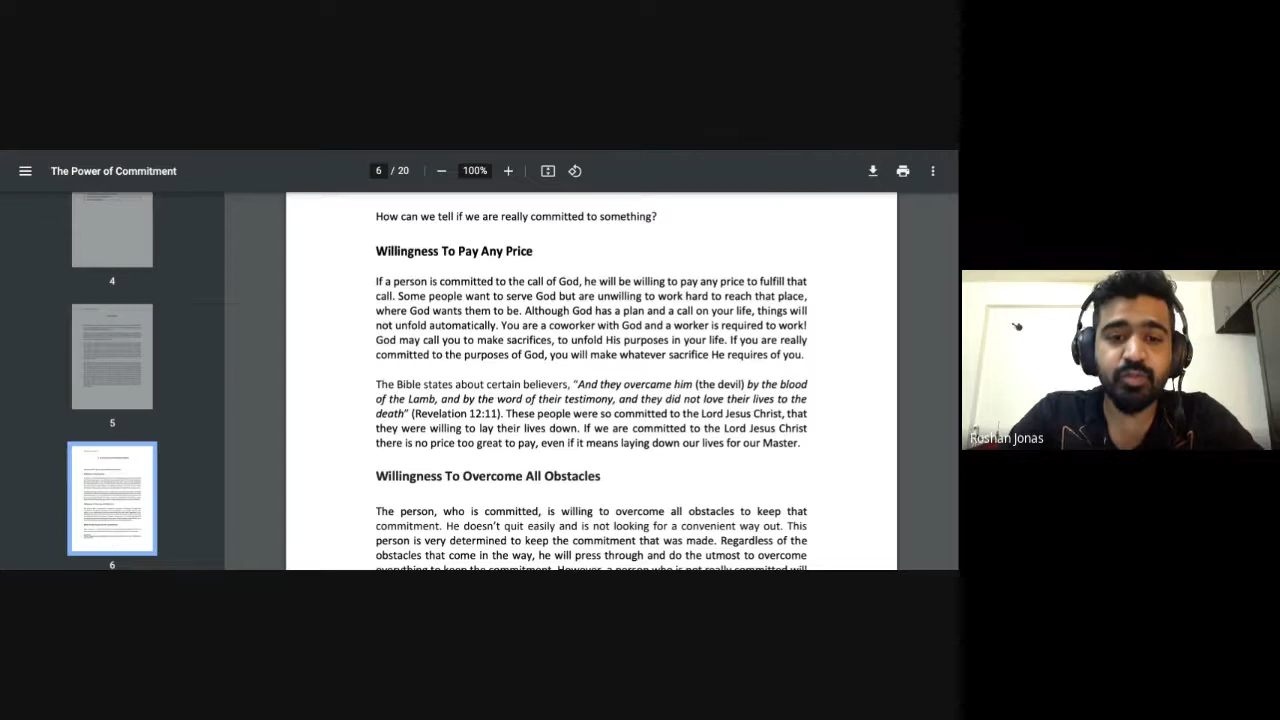 The Power of Commitment
6 / 20
100%
4
5
6
How can we tell if we are really committed to something?
Willingness To Pay Any Price
If a person is committed to the call of God, he will be willing to pay any price to fulfill that
call. Some people want to serve God but are unwilling to work hard to reach that place,
where God wants them to be. Although God has a plan and a call on your life, things will
not unfold automatically. You are a coworker with God and a worker is required to work!
God may call you to make sacrifices, to unfold His purposes in your life. If you are really
committed to the purposes of God, you will make whatever sacrifice He requires of you.
The Bible states about certain believers, “And they overcame him (the devil) by the blood
of the Lamb, and by the word of their testimony, and they did not love their lives to the
death” (Revelation 12:11). These people were so committed to the Lord Jesus Christ, that
they were willing to lay their lives down. If we are committed to the Lord Jesus Christ
there is no price too great to pay, even if it means laying down our lives for our Master.
Willingness To Overcome All Obstacles
The person, who is committed, is willing to overcome all obstacles to keep that
commitment. He doesn’t quit easily and is not looking for a convenient way out. This
person is very determined to keep the commitment that was made. Regardless of the
obstacles that come in the way, he will press through and do the utmost to overcome
everything to keep the commitment. However, a person who is not really committed will
Roshan Jonas